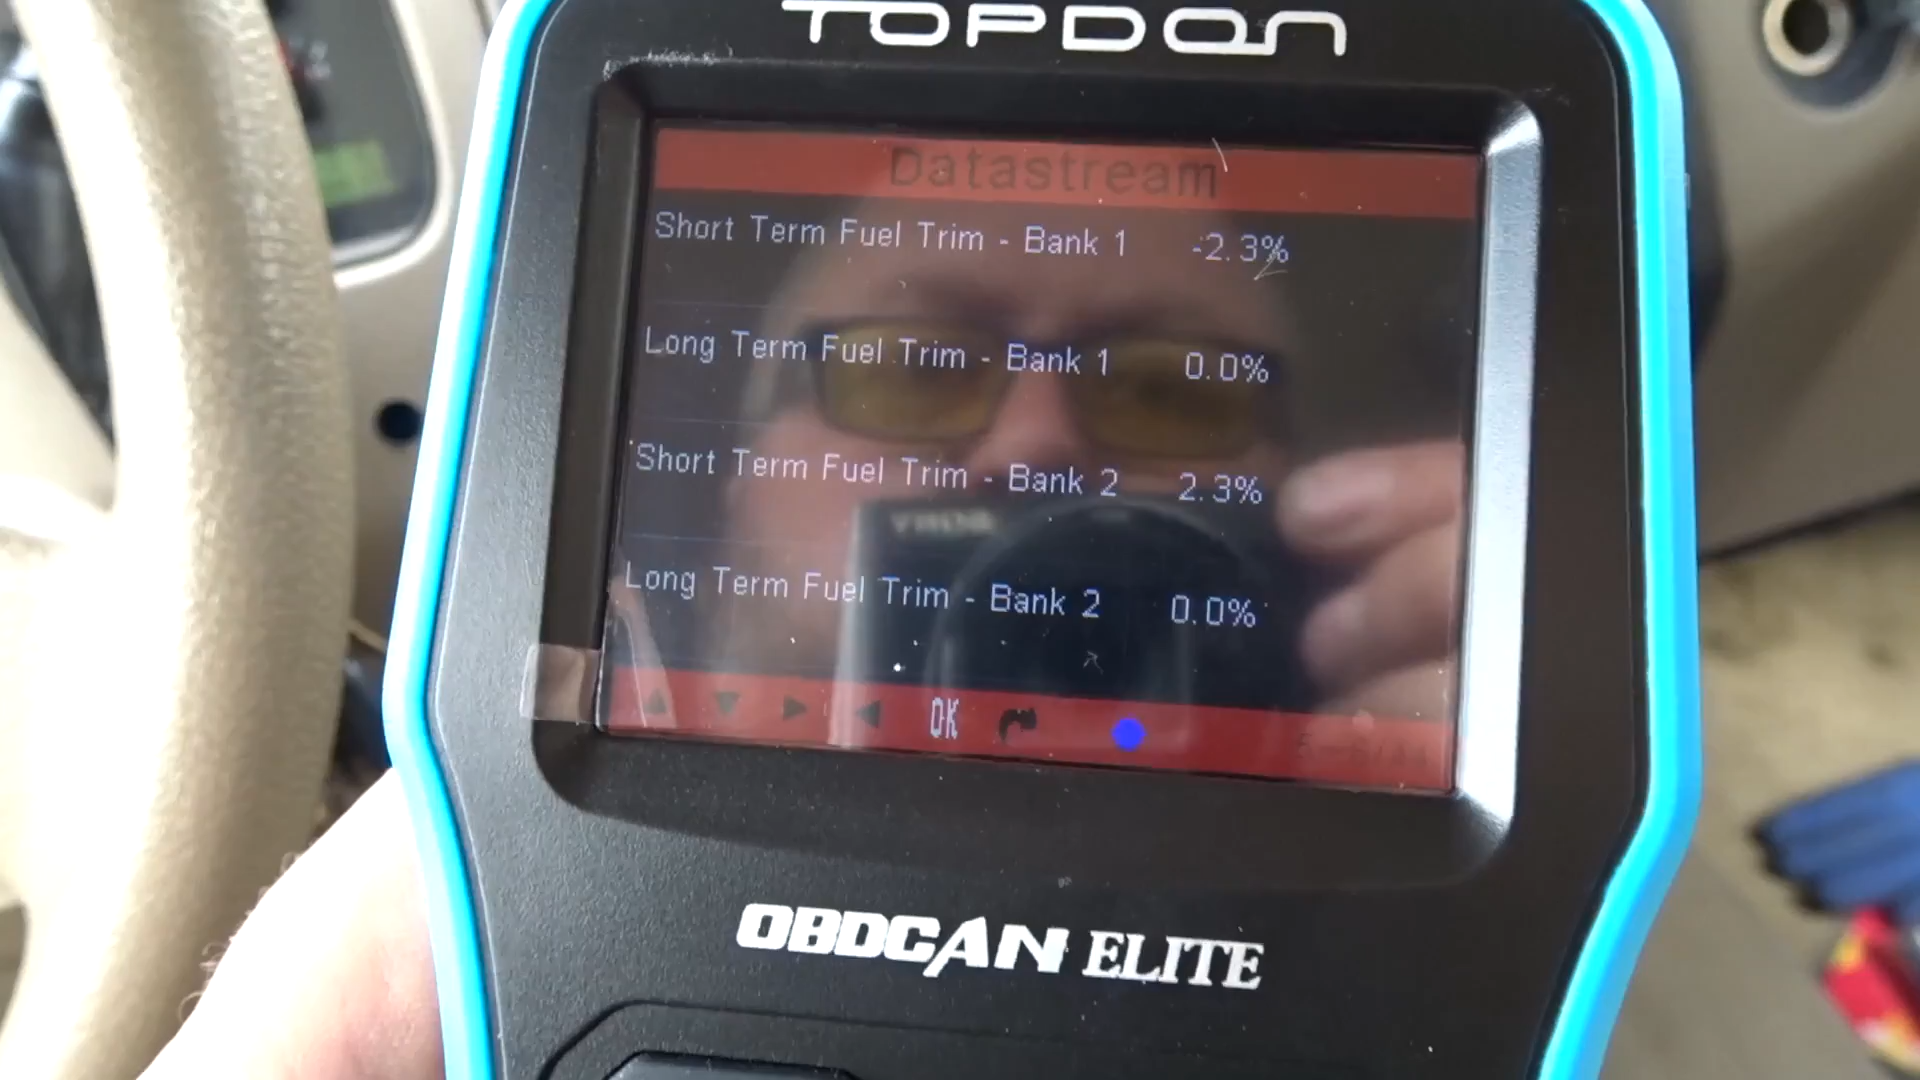 TOPDON
Datastream
Short Term Fuel Trim - Bank 1 -2.3%
Long Term Fuel Trim - Bank 1 0.0%
Short Term Fuel Trim - Bank 2 2.3%
Long Term Fuel Trim - Bank 2 0.0%
OK
OBDCAN ELITE